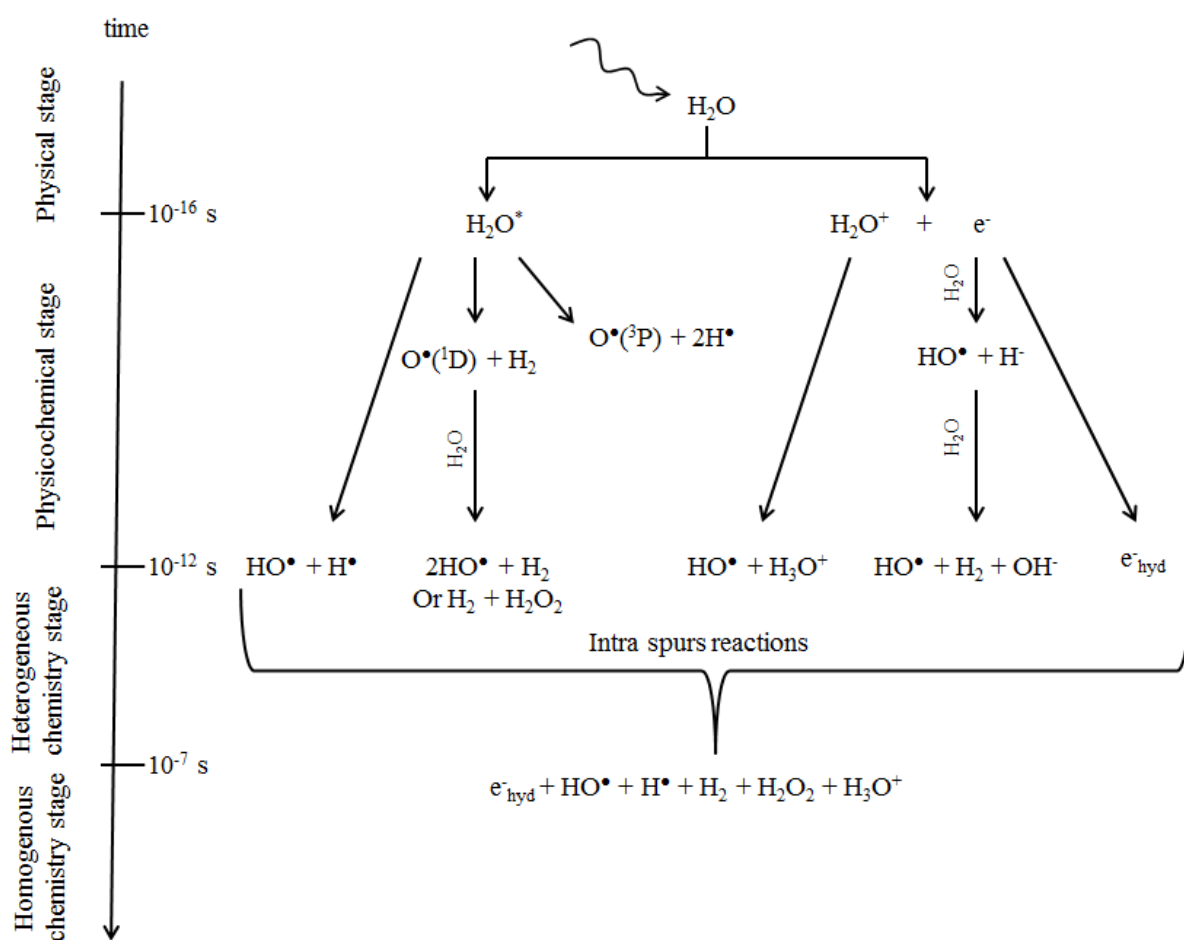 time
Physical stage
H₂O
10⁻¹⁶ s
H₂O*
H₂O⁺ + e⁻
Physicochemical stage
H₂O
O•(³P) + 2H•
O•(¹D) + H₂
HO• + H⁻
H₂O
H₂O
10⁻¹² s
HO• + H•
2HO• + H₂
Or H₂ + H₂O₂
HO• + H₃O⁺
HO• + H₂ + OH⁻
e⁻hyd
Heterogeneous
chemistry stage
Intra spurs reactions
10⁻⁷ s
e⁻hyd + HO• + H• + H₂ + H₂O₂ + H₃O⁺
Homogenous
chemistry stage